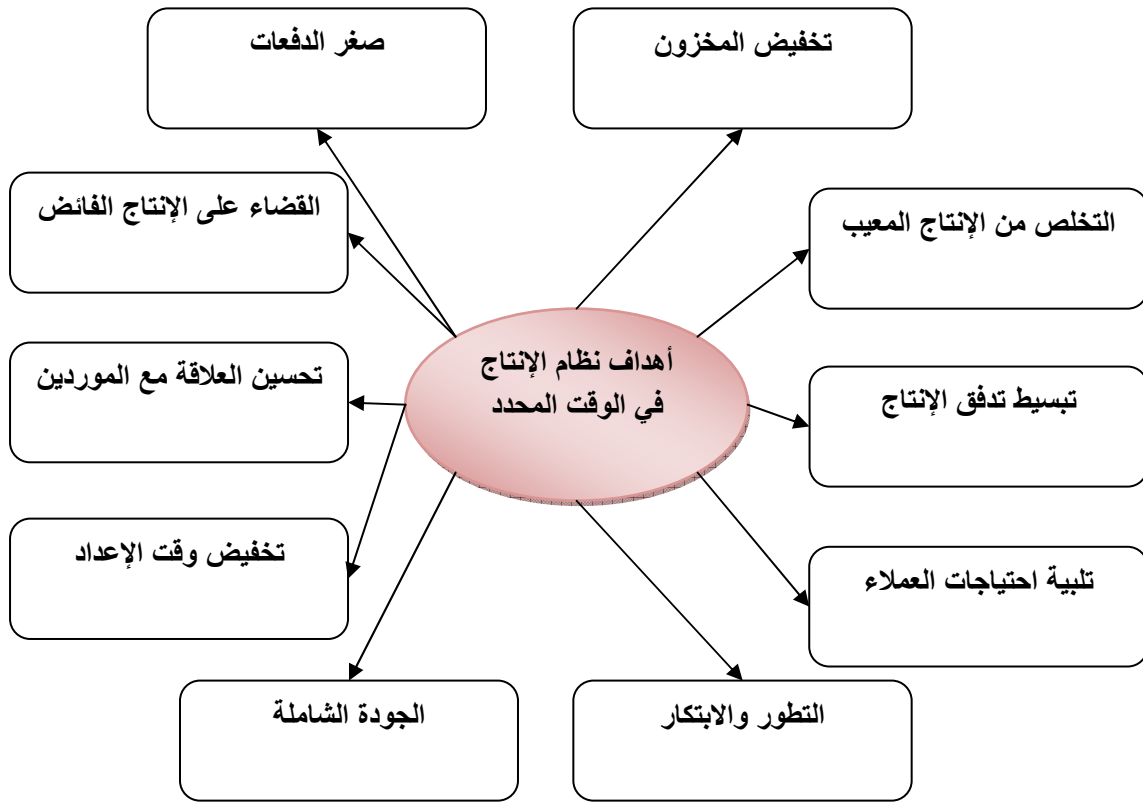 تخفيض المخزون
صغر الدفعات
التخلص من الإنتاج المعيب
القضاء على الإنتاج الفائض
أهداف نظام الإنتاج
في الوقت المحدد
تبسيط تدفق الإنتاج
تحسين العلاقة مع الموردين
تلبية احتياجات العملاء
تخفيض وقت الإعداد
التطور والابتكار
الجودة الشاملة